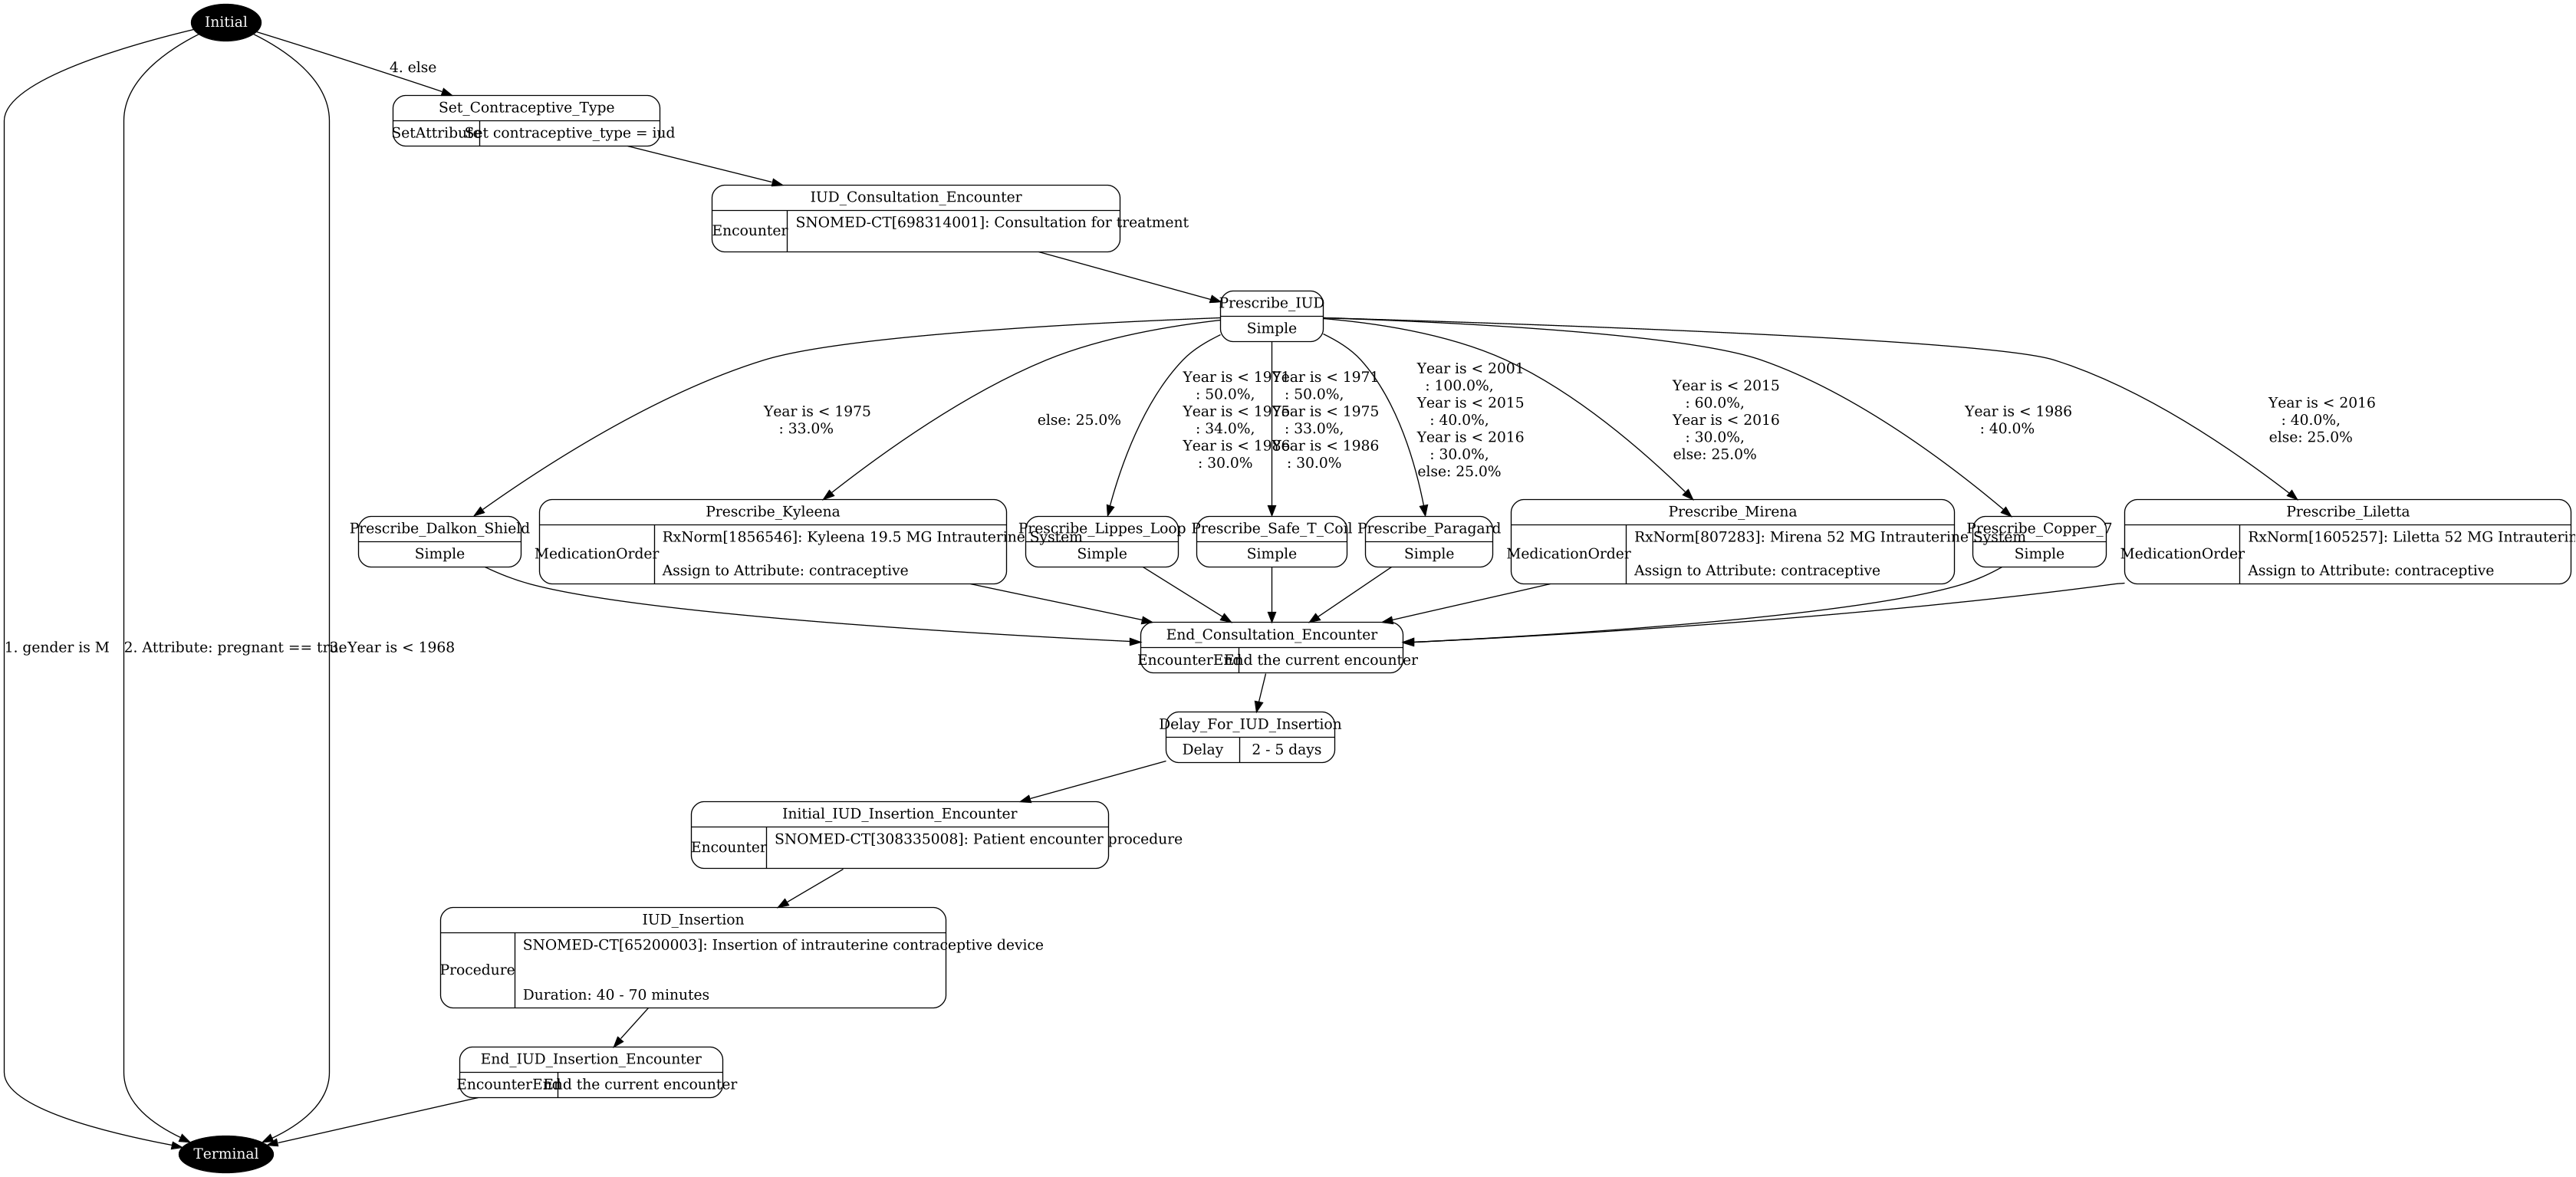 Initial
4. else
Set_Contraceptive_Type
SetAttribute
Set contraceptive_type = iud
IUD_Consultation_Encounter
Encounter
SNOMED-CT[698314001]: Consultation for treatment
Prescribe_IUD
Simple
Year is < 1975
: 33.0%
else: 25.0%
Year is < 1971
: 50.0%,
Year is < 1975
: 34.0%,
Year is < 1986
: 30.0%
Year is < 1971
: 50.0%,
Year is < 1975
: 33.0%,
Year is < 1986
: 30.0%
Year is < 2001
: 100.0%,
Year is < 2015
: 40.0%,
Year is < 2016
: 30.0%,
else: 25.0%
Year is < 2015
: 60.0%,
Year is < 2016
: 30.0%,
else: 25.0%
Year is < 1986
: 40.0%
Year is < 2016
: 40.0%,
else: 25.0%
Prescribe_Dalkon_Shield
Simple
Prescribe_Kyleena
MedicationOrder
RxNorm[1856546]: Kyleena 19.5 MG Intrauterine System
Assign to Attribute: contraceptive
Prescribe_Lippes_Loop
Simple
Prescribe_Safe_T_Coil
Simple
Prescribe_Paragard
Simple
Prescribe_Mirena
MedicationOrder
RxNorm[807283]: Mirena 52 MG Intrauterine System
Assign to Attribute: contraceptive
Prescribe_Copper_7
Simple
Prescribe_Liletta
MedicationOrder
RxNorm[1605257]: Liletta 52 MG
Assign to Attribute: contraceptive
End_Consultation_Encounter
EncounterEnd
End the current encounter
1. gender is M
2. Attribute: pregnant == true
3. Year is < 1968
Delay_For_IUD_Insertion
Delay
2 - 5 days
Initial_IUD_Insertion_Encounter
Encounter
SNOMED-CT[308335008]: Patient encounter procedure
IUD_Insertion
Procedure
SNOMED-CT[65200003]: Insertion of intrauterine contraceptive device
Duration: 40 - 70 minutes
End_IUD_Insertion_Encounter
EncounterEnd
End the current encounter
Terminal